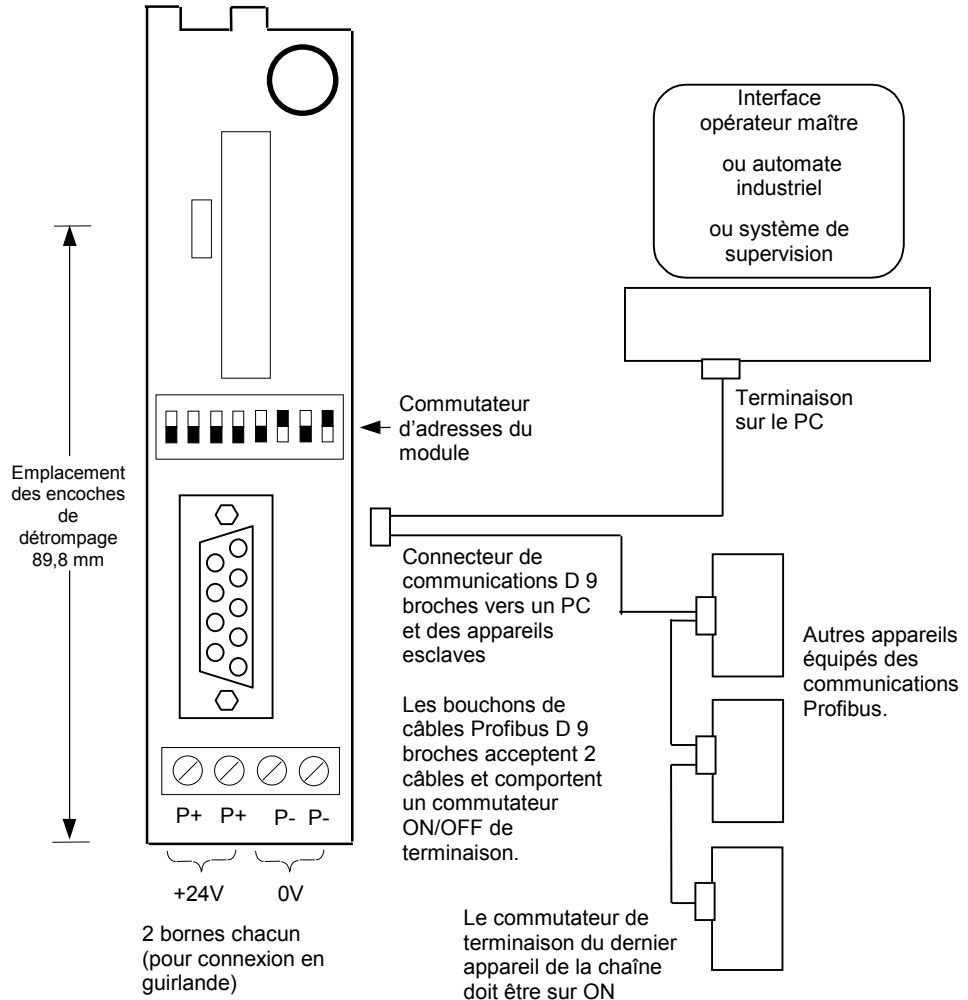 Interface
opérateur maître
ou automate
industriel
ou système de
supervision
Terminaison
sur le PC
Commutateur
d'adresses du
module
Emplacement
des encoches
de
détrompage
89,8 mm
Connecteur de
communications D 9
broches vers un PC
et des appareils
esclaves
Autres appareils
équipés des
communications
Profibus.
Les bouchons de
câbles Profibus D 9
broches acceptent 2
câbles et comportent
un commutateur
ON/OFF de
terminaison.
P+ P+ P- P-
+24V 0V
2 bornes chacun
(pour connexion en
guirlande)
Le commutateur de
terminaison du dernier
appareil de la chaîne
doit être sur ON